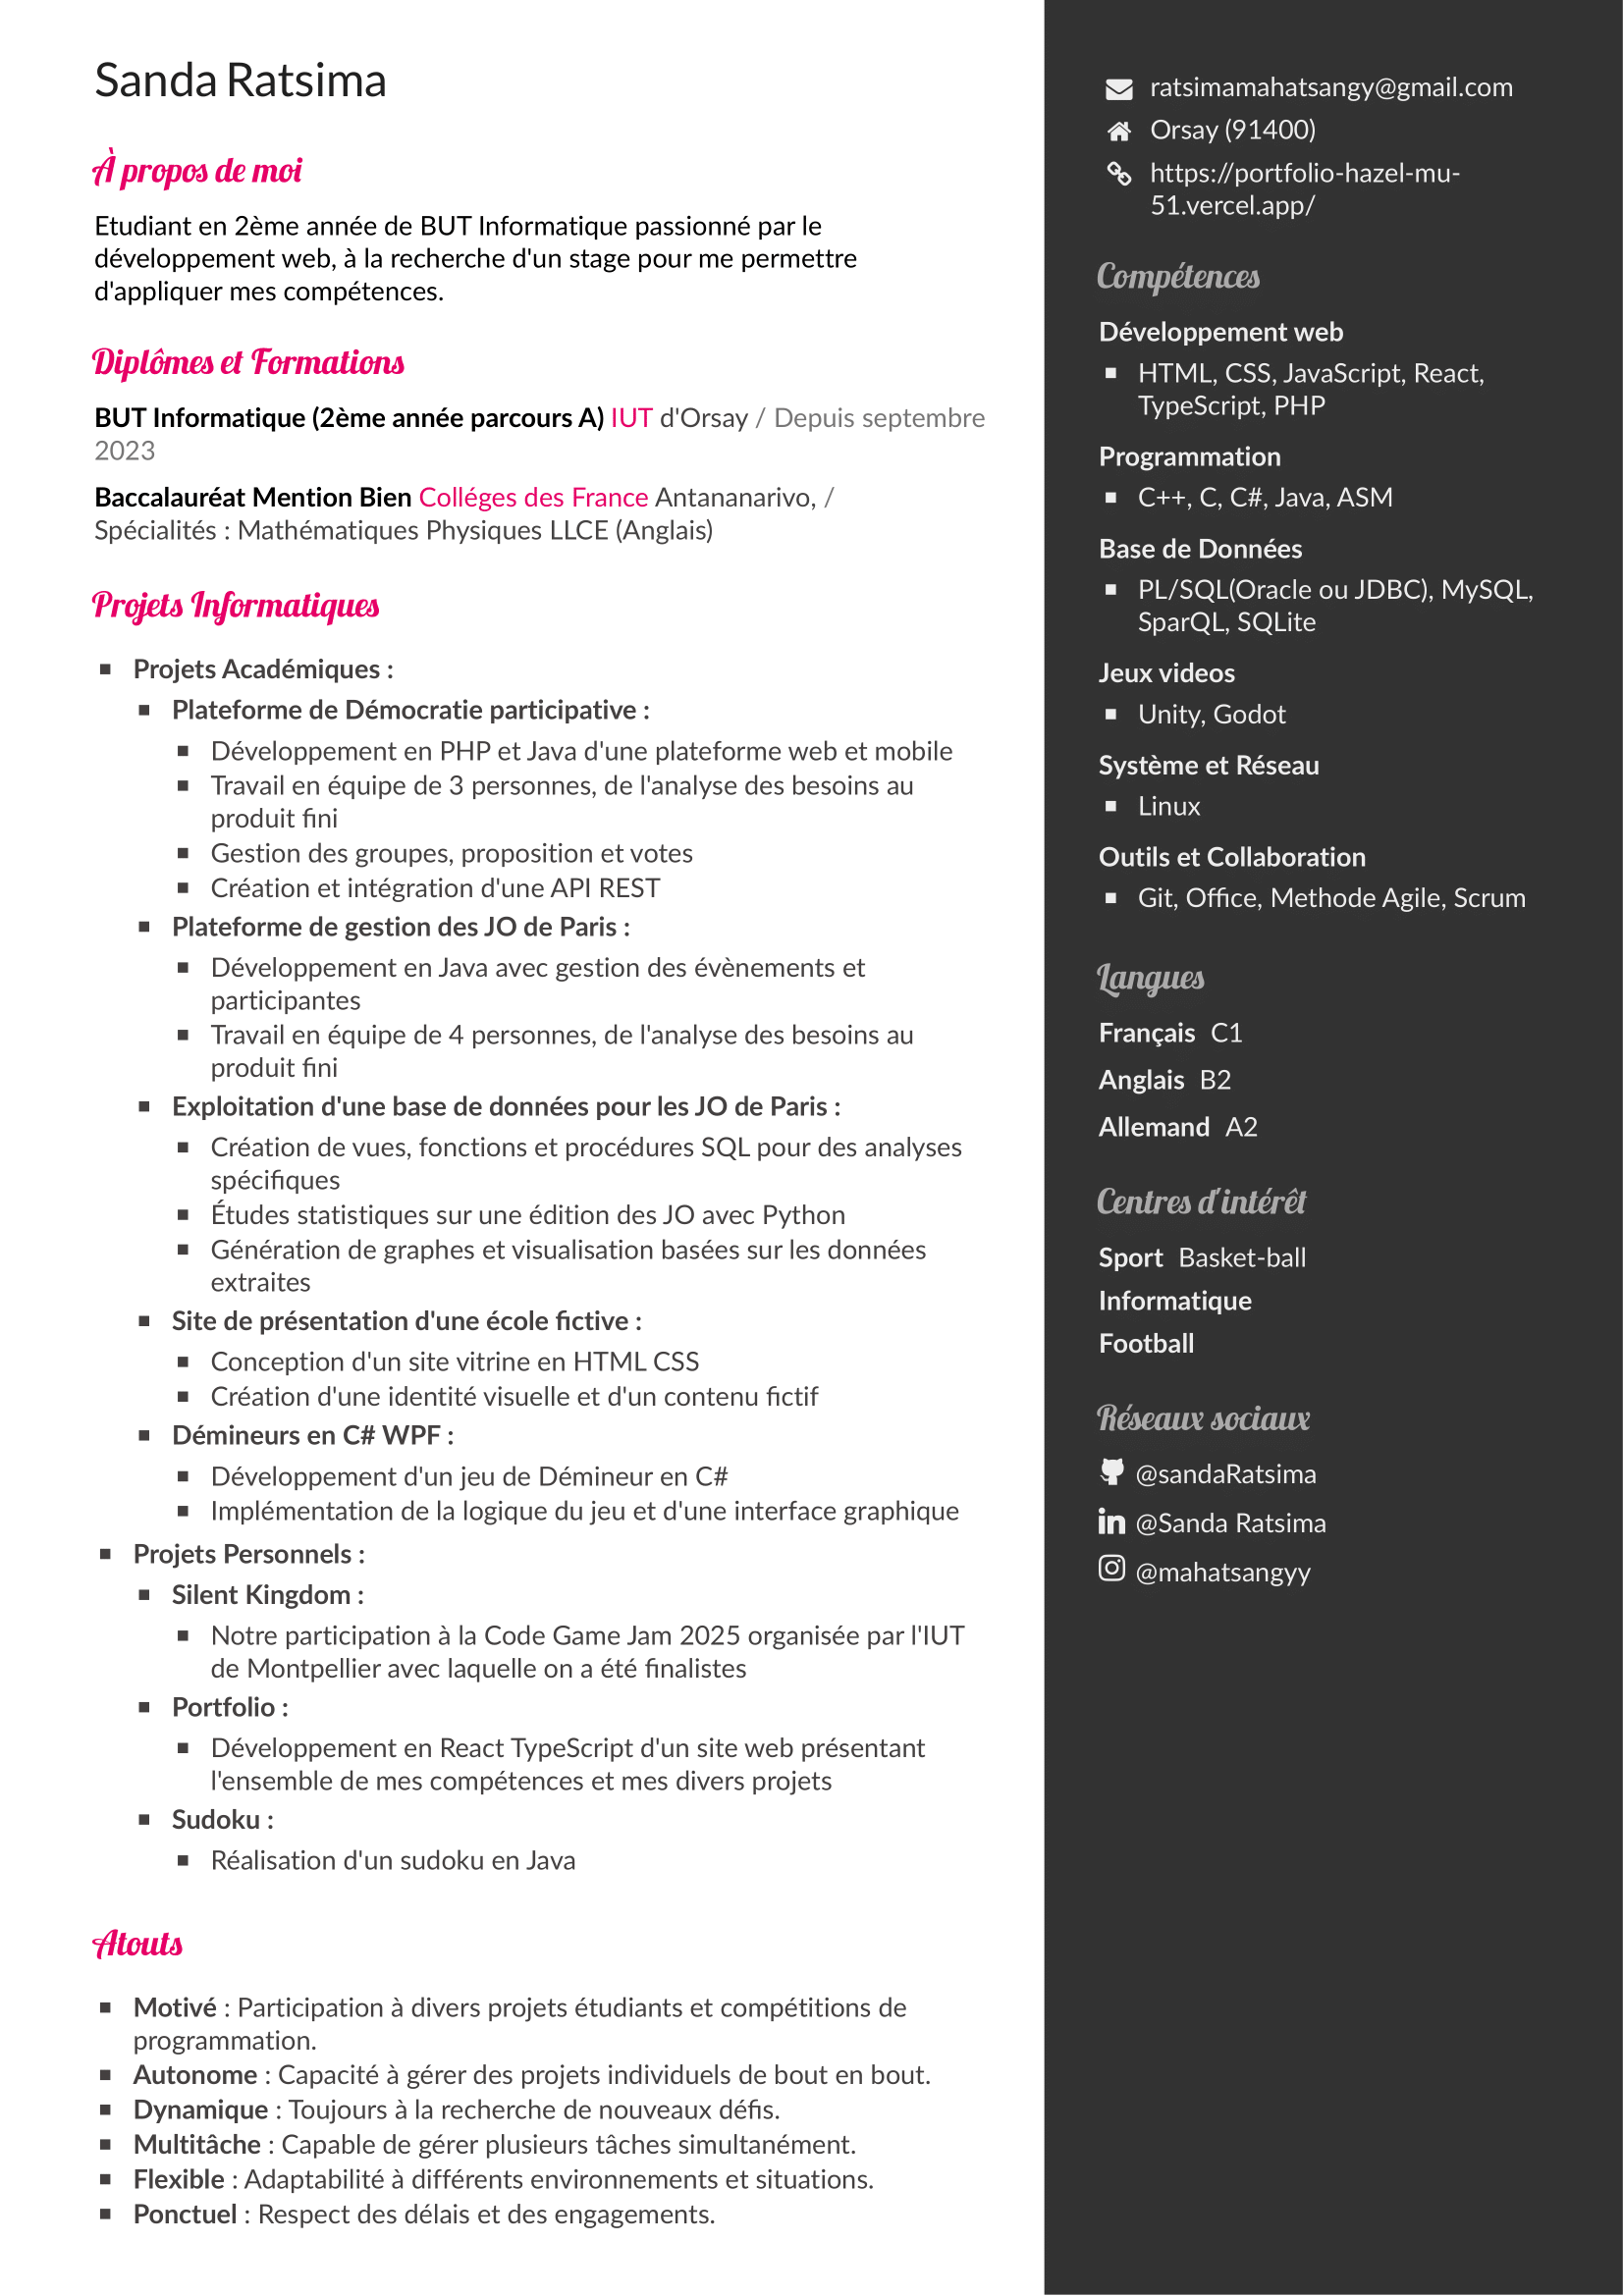 Sanda Ratsima
À propos de moi
Etudiant en 2ème année de BUT Informatique passionné par le
développement web, à la recherche d'un stage pour me permettre
d'appliquer mes compétences.
Diplômes et Formations
BUT Informatique (2ème année parcours A) IUT d'Orsay / Depuis septembre
2023
Baccalauréat Mention Bien Colléges des France Antananarivo, /
Spécialités : Mathématiques Physiques LLCE (Anglais)
Projets Informatiques
Projets Académiques :
Plateforme de Démocratie participative :
Développement en PHP et Java d'une plateforme web et mobile
Travail en équipe de 3 personnes, de l'analyse des besoins au
produit fini
Gestion des groupes, proposition et votes
Création et intégration d'une API REST
Plateforme de gestion des JO de Paris :
Développement en Java avec gestion des évènements et
participantes
Travail en équipe de 4 personnes, de l'analyse des besoins au
produit fini
Exploitation d'une base de données pour les JO de Paris :
Création de vues, fonctions et procédures SQL pour des analyses
spécifiques
Études statistiques sur une édition des JO avec Python
Génération de graphes et visualisation basées sur les données
extraites
Site de présentation d'une école fictive :
Conception d'un site vitrine en HTML CSS
Création d'une identité visuelle et d'un contenu fictif
Démineurs en C# WPF :
Développement d'un jeu de Démineur en C#
Implémentation de la logique du jeu et d'une interface graphique
Projets Personnels :
Silent Kingdom :
Notre participation à la Code Game Jam 2025 organisée par l'IUT
de Montpellier avec laquelle on a été finalistes
Portfolio :
Développement en React TypeScript d'un site web présentant
l'ensemble de mes compétences et mes divers projets
Sudoku :
Réalisation d'un sudoku en Java
Atouts
Motivé : Participation à divers projets étudiants et compétitions de
programmation.
Autonome : Capacité à gérer des projets individuels de bout en bout.
Dynamique : Toujours à la recherche de nouveaux défis.
Multitâche : Capable de gérer plusieurs tâches simultanément.
Flexible : Adaptabilité à différents environnements et situations.
Ponctuel : Respect des délais et des engagements.
ratsimamahatsangy@gmail.com
Orsay (91400)
https://portfolio-hazel-mu-
51.vercel.app/
Compétences
Développement web
HTML, CSS, JavaScript, React,
TypeScript, PHP
Programmation
C++, C, C#, Java, ASM
Base de Données
PL/SQL(Oracle ou JDBC), MySQL,
SparQL, SQLite
Jeux videos
Unity, Godot
Système et Réseau
Linux
Outils et Collaboration
Git, Office, Methode Agile, Scrum
Langues
Français C1
Anglais B2
Allemand A2
Centres d'intérêt
Sport Basket-ball
Informatique
Football
Réseaux sociaux
@sandaRatsima
@Sanda Ratsima
@mahatsangyy